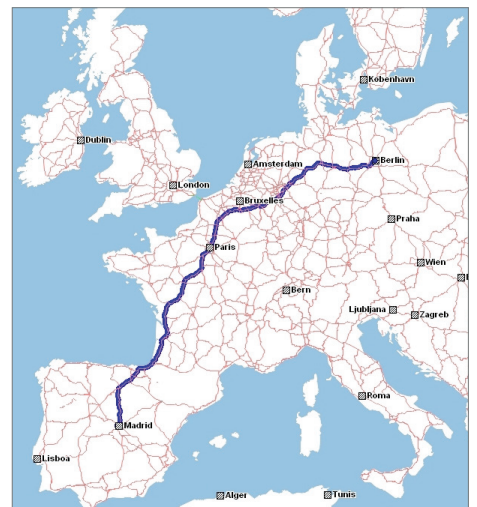 København
Dublin
Amsterdam
Berlin
London
Bruxelles
Praha
Paris
Wien
Bern
Ljubljana
Zagreb
Roma
Madrid
Lisboa
Alger
Tunis